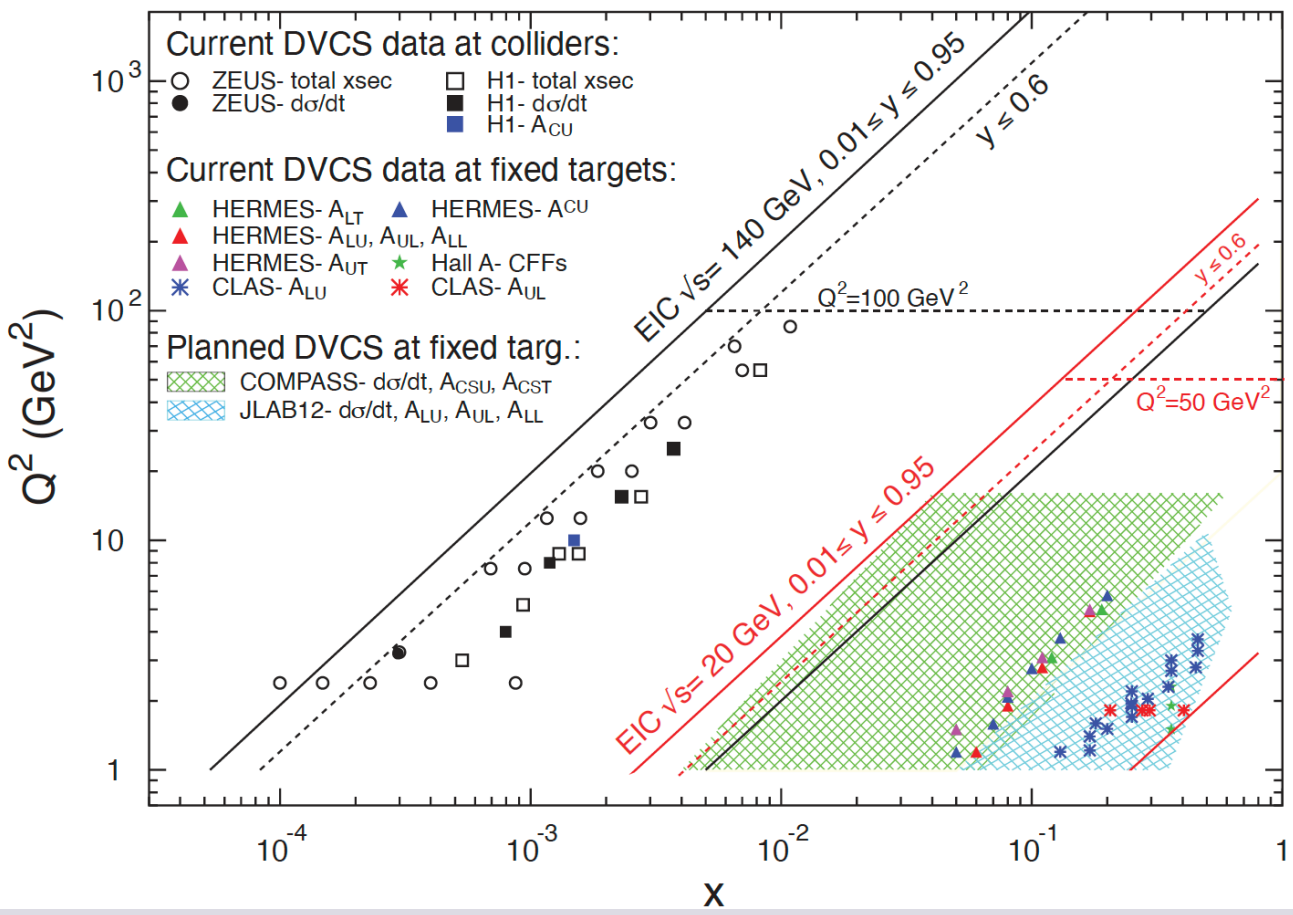 Current DVCS data at colliders:
ZEUS- total xsec H1- total xsec
ZEUS- dσ/dt H1- dσ/dt
H1- A_CU
Current DVCS data at fixed targets:
HERMES- A_LT HERMES- A^CU
HERMES- A_LU, A_UL, A_LL
HERMES- A_UT Hall A- CFFs
CLAS- A_LU CLAS- A_UL
Planned DVCS at fixed targ.:
COMPASS- dσ/dt, A_CSU, A_CST
JLAB12- dσ/dt, A_LU, A_UL, A_LL
EIC √s= 140 GeV, 0.01≤ y ≤ 0.95
y ≤ 0.6
Q²=100 GeV²
y ≤ 0.6
Q²=50 GeV²
EIC √s= 20 GeV, 0.01≤ y ≤ 0.95
Q² (GeV²)
10³
10²
10
1
10⁻⁴ 10⁻³ 10⁻² 10⁻¹ 1
x